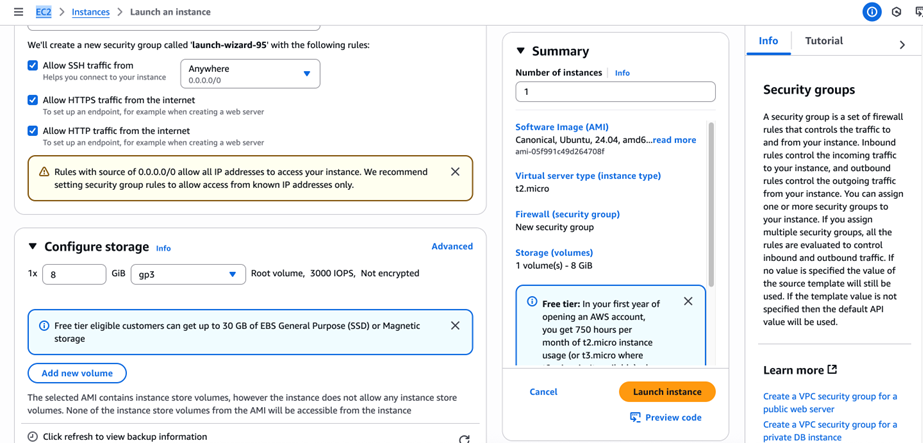 EC2 > Instances > Launch an instance
We'll create a new security group called 'launch-wizard-95' with the following rules:
Allow SSH traffic from
Helps you connect to your instance
Anywhere
0.0.0.0/0
Allow HTTPS traffic from the internet
To set up an endpoint, for example when creating a web server
Allow HTTP traffic from the internet
To set up an endpoint, for example when creating a web server
Rules with source of 0.0.0.0/0 allow all IP addresses to access your instance. We recommend
setting security group rules to allow access from known IP addresses only.
Configure storage Info
Advanced
1x 8 GiB gp3 Root volume, 3000 IOPS, Not encrypted
Free tier eligible customers can get up to 30 GB of EBS General Purpose (SSD) or Magnetic
storage
Add new volume
The selected AMI contains instance store volumes, however the instance does not allow any instance store
volumes. None of the instance store volumes from the AMI will be accessible from the instance
Click refresh to view backup information
Summary
Number of instances Info
1
Software Image (AMI)
Canonical, Ubuntu, 24.04, amd6...read more
ami-05f991c49d264708f
Virtual server type (instance type)
t2.micro
Firewall (security group)
New security group
Storage (volumes)
1 volume(s) - 8 GiB
Free tier: In your first year of
opening an AWS account,
you get 750 hours per
month of t2.micro instance
usage (or t3.micro where
Cancel
Launch instance
Preview code
Info
Tutorial
Security groups
A security group is a set of firewall
rules that controls the traffic to
and from your instance. Inbound
rules control the incoming traffic
to your instance, and outbound
rules control the outgoing traffic
from your instance. You can assign
one or more security groups to
your instance. If you assign
multiple security groups, all the
rules are evaluated to control
inbound and outbound traffic. If
no value is specified the value of
the source template will still be
used. If the template value is not
specified then the default API
value will be used.
Learn more
Create a VPC security group for a
public web server
Create a VPC security group for a
private DB instance